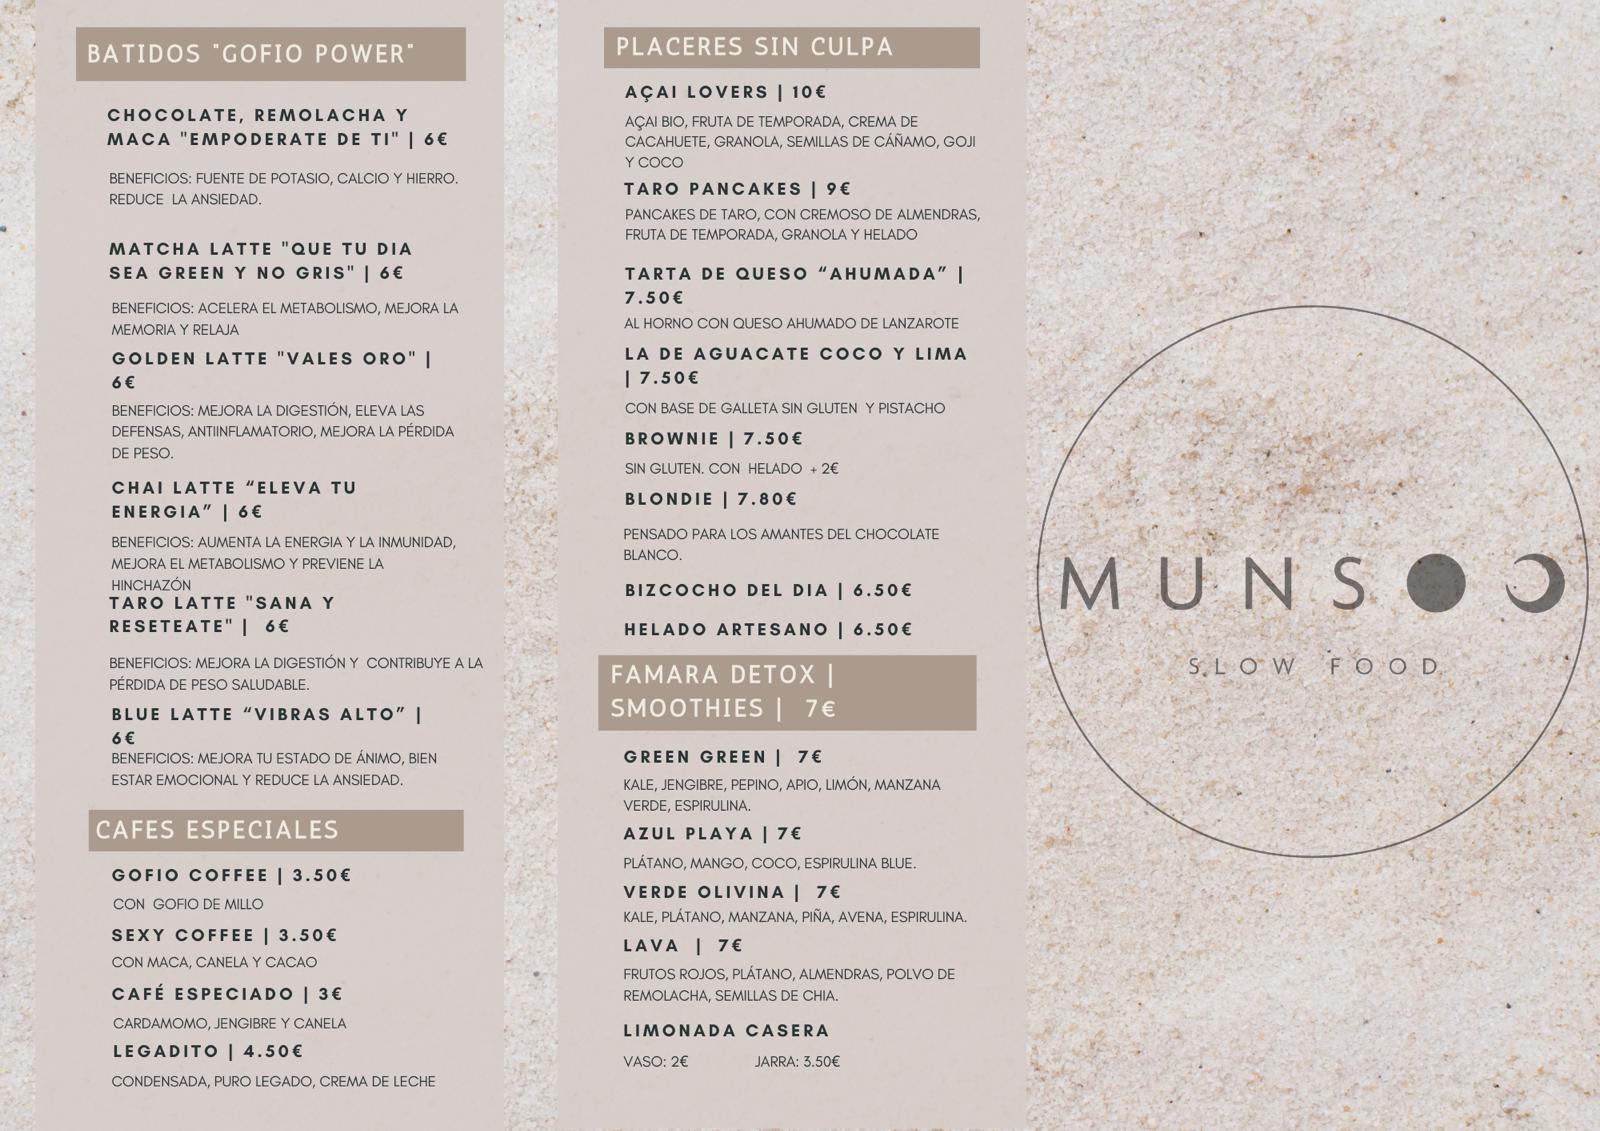 BATIDOS "GOFIO POWER"
CHOCOLATE, REMOLACHA Y
MACA "EMPODERATE DE TI" | 6€
BENEFICIOS: FUENTE DE POTASIO, CALCIO Y HIERRO.
REDUCE LA ANSIEDAD.
MATCHA LATTE "QUE TU DIA
SEA GREEN Y NO GRIS" | 6€
BENEFICIOS: ACELERA EL METABOLISMO, MEJORA LA
MEMORIA Y RELAJA
GOLDEN LATTE "VALES ORO" |
6€
BENEFICIOS: MEJORA LA DIGESTIÓN, ELEVA LAS
DEFENSAS, ANTIINFLAMATORIO, MEJORA LA PÉRDIDA
DE PESO.
CHAI LATTE “ELEVA TU
ENERGIA” | 6€
BENEFICIOS: AUMENTA LA ENERGIA Y LA INMUNIDAD,
MEJORA EL METABOLISMO Y PREVIENE LA
HINCHAZÓN
TARO LATTE "SANA Y
RESETEATE" | 6€
BENEFICIOS: MEJORA LA DIGESTIÓN Y CONTRIBUYE A LA
PÉRDIDA DE PESO SALUDABLE.
BLUE LATTE “VIBRAS ALTO” |
6€
BENEFICIOS: MEJORA TU ESTADO DE ÁNIMO, BIEN
ESTAR EMOCIONAL Y REDUCE LA ANSIEDAD.
CAFES ESPECIALES
GOFIO COFFEE | 3.50€
CON GOFIO DE MILLO
SEXY COFFEE | 3.50€
CON MACA, CANELA Y CACAO
CAFÉ ESPECIADO | 3€
CARDAMOMO, JENGIBRE Y CANELA
LEGADITO | 4.50€
CONDENSADA, PURO LEGADO, CREMA DE LECHE
PLACERES SIN CULPA
AÇAI LOVERS | 10€
AÇAI BIO, FRUTA DE TEMPORADA, CREMA DE
CACAHUETE, GRANOLA, SEMILLAS DE CÁÑAMO, GOJI
Y COCO
TARO PANCAKES | 9€
PANCAKES DE TARO, CON CREMOSO DE ALMENDRAS,
FRUTA DE TEMPORADA, GRANOLA Y HELADO
TARTA DE QUESO “AHUMADA” |
7.50€
AL HORNO CON QUESO AHUMADO DE LANZAROTE
LA DE AGUACATE COCO Y LIMA
| 7.50€
CON BASE DE GALLETA SIN GLUTEN Y PISTACHO
BROWNIE | 7.50€
SIN GLUTEN. CON HELADO + 2€
BLONDIE | 7.80€
PENSADO PARA LOS AMANTES DEL CHOCOLATE
BLANCO.
BIZCOCHO DEL DIA | 6.50€
HELADO ARTESANO | 6.50€
FAMARA DETOX |
SMOOTHIES | 7€
GREEN GREEN | 7€
KALE, JENGIBRE, PEPINO, APIO, LIMÓN, MANZANA
VERDE, ESPIRULINA.
AZUL PLAYA | 7€
PLÁTANO, MANGO, COCO, ESPIRULINA BLUE.
VERDE OLIVINA | 7€
KALE, PLÁTANO, MANZANA, PIÑA, AVENA, ESPIRULINA.
LAVA | 7€
FRUTOS ROJOS, PLÁTANO, ALMENDRAS, POLVO DE
REMOLACHA, SEMILLAS DE CHIA.
LIMONADA CASERA
VASO: 2€ JARRA: 3.50€
MUNS
SLOW FOOD